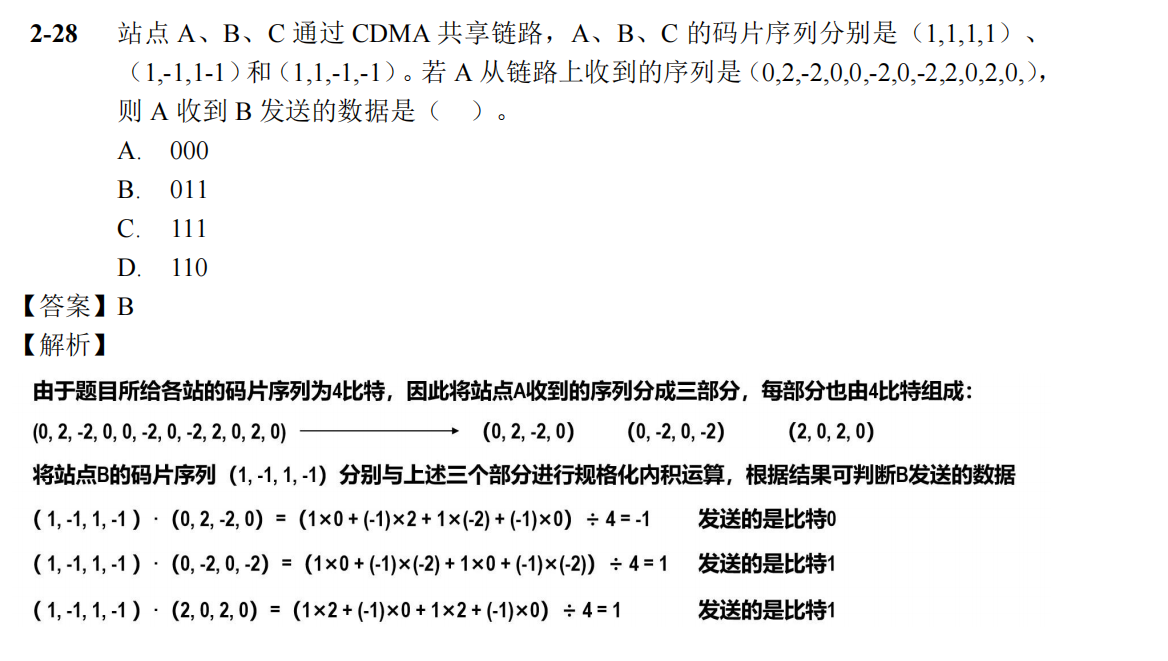 2-28 站点 A、B、C 通过 CDMA 共享链路，A、B、C 的码片序列分别是（1,1,1,1）、
（1,-1,1-1）和（1,1,-1,-1）。若 A 从链路上收到的序列是（0,2,-2,0,0,-2,0,-2,2,0,2,0,），
则 A 收到 B 发送的数据是（ ）。
A. 000
B. 011
C. 111
D. 110
【答案】B
【解析】
由于题目所给各站的码片序列为4比特，因此将站点A收到的序列分成三部分，每部分也由4比特组成：
(0, 2, -2, 0, 0, -2, 0, -2, 2, 0, 2, 0) → （0, 2, -2, 0） （0, -2, 0, -2） （2, 0, 2, 0）
将站点B的码片序列（1, -1, 1, -1）分别与上述三个部分进行规格化内积运算，根据结果可判断B发送的数据
（1, -1, 1, -1）·（0, 2, -2, 0）=（1×0 + (-1)×2 + 1×(-2) + (-1)×0）÷ 4 = -1 发送的是比特0
（1, -1, 1, -1）·（0, -2, 0, -2）=（1×0 + (-1)×(-2) + 1×0 + (-1)×(-2)）÷ 4 = 1 发送的是比特1
（1, -1, 1, -1）·（2, 0, 2, 0）=（1×2 + (-1)×0 + 1×2 + (-1)×0）÷ 4 = 1 发送的是比特1